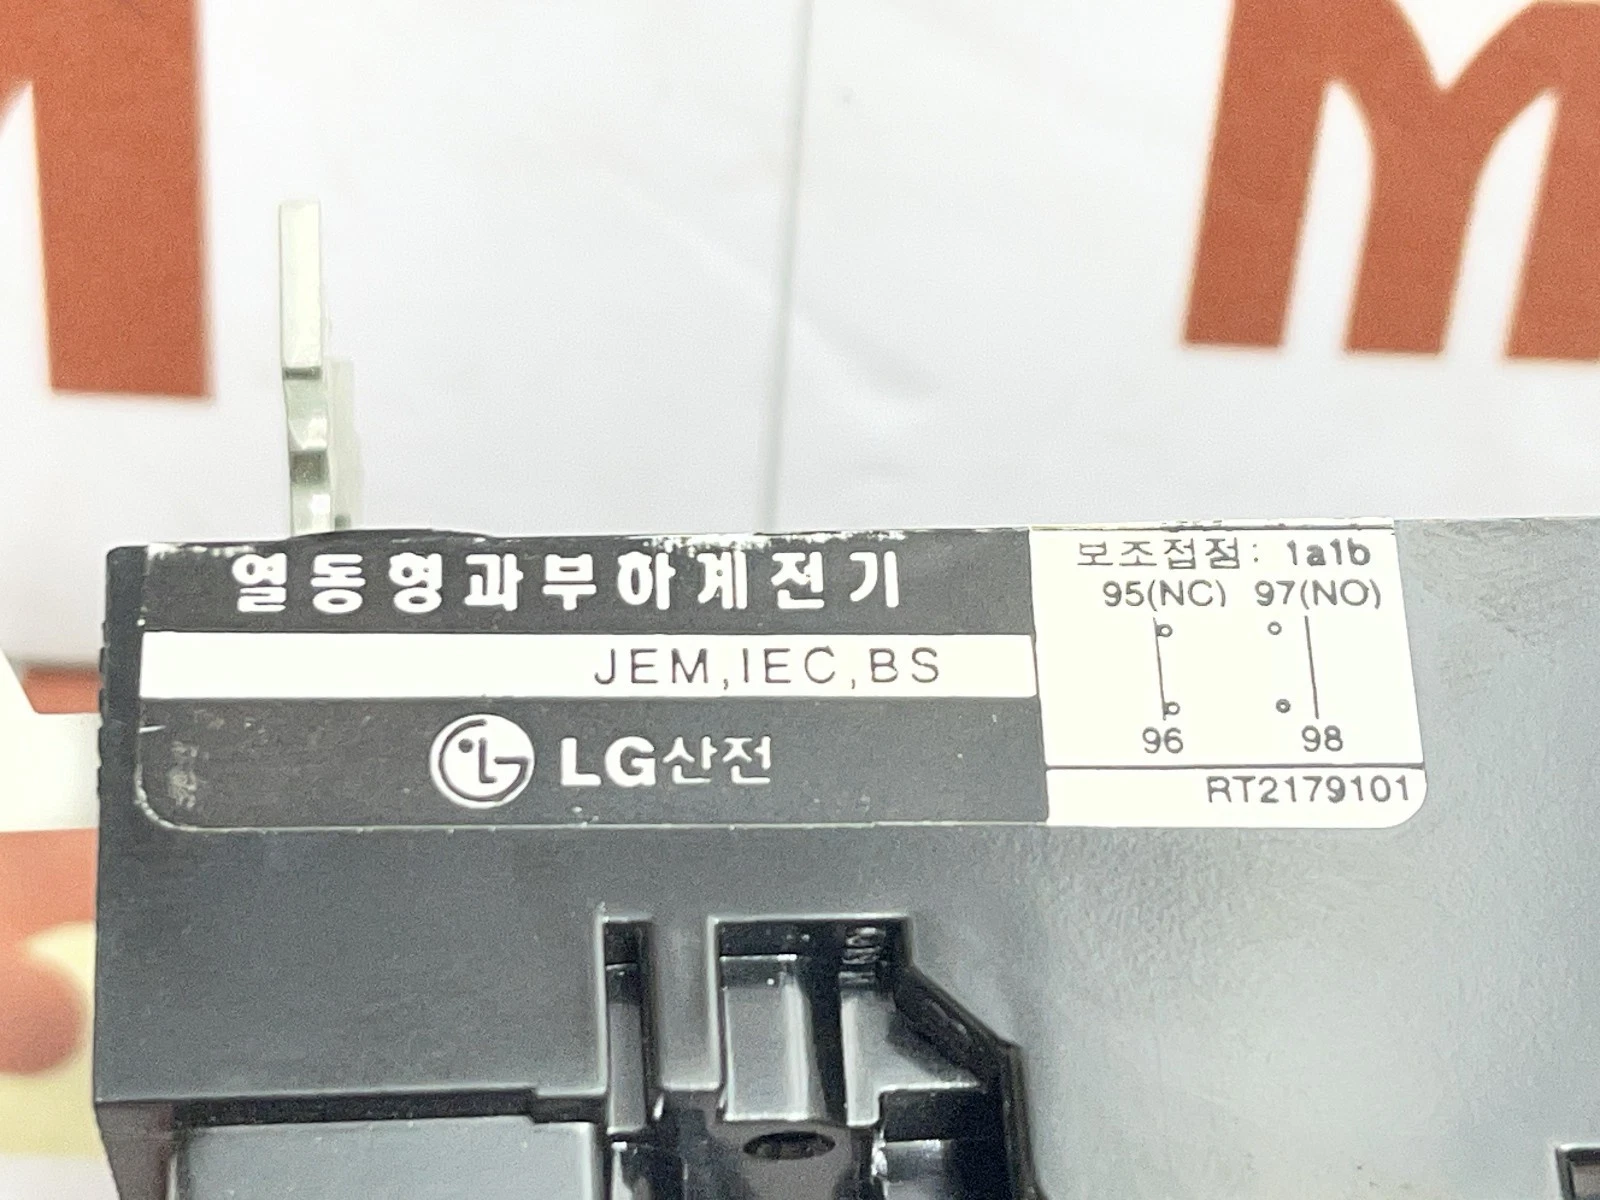 열동형과부하계전기
JEM,IEC,BS
LG LG산전
보조접점: 1a1b
95(NC) 97(NO)
96 98
RT2179101
M